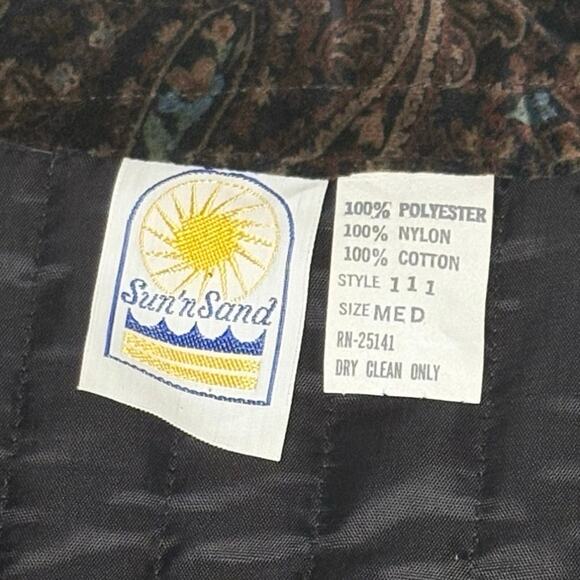 Sun'n Sand
100% POLYESTER
100% NYLON
100% COTTON
STYLE 111
SIZE MED
RN-25141
DRY CLEAN ONLY